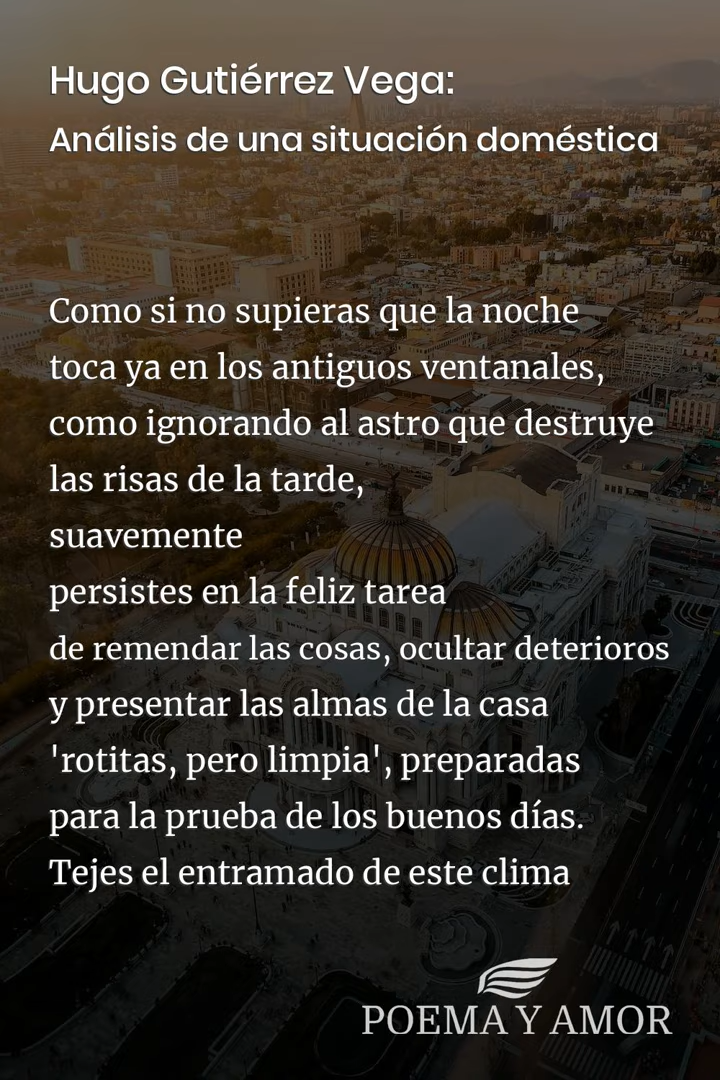 Hugo Gutiérrez Vega:
Análisis de una situación doméstica
Como si no supieras que la noche
toca ya en los antiguos ventanales,
como ignorando al astro que destruye
las risas de la tarde,
suavemente
persistes en la feliz tarea
de remendar las cosas, ocultar deterioros
y presentar las almas de la casa
'rotitas, pero limpia', preparadas
para la prueba de los buenos días.
Tejes el entramado de este clima
POEMA Y AMOR